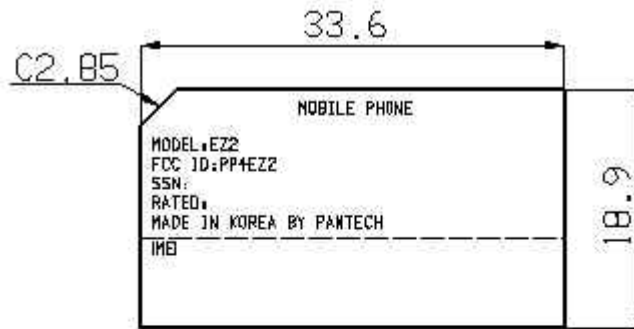 33.6
C2.85
MOBILE PHONE
MODEL:EZ2
FCC ID:PP4EZ2
SSN:
RATED:
MADE IN KOREA BY PANTECH
IMEI
18.9